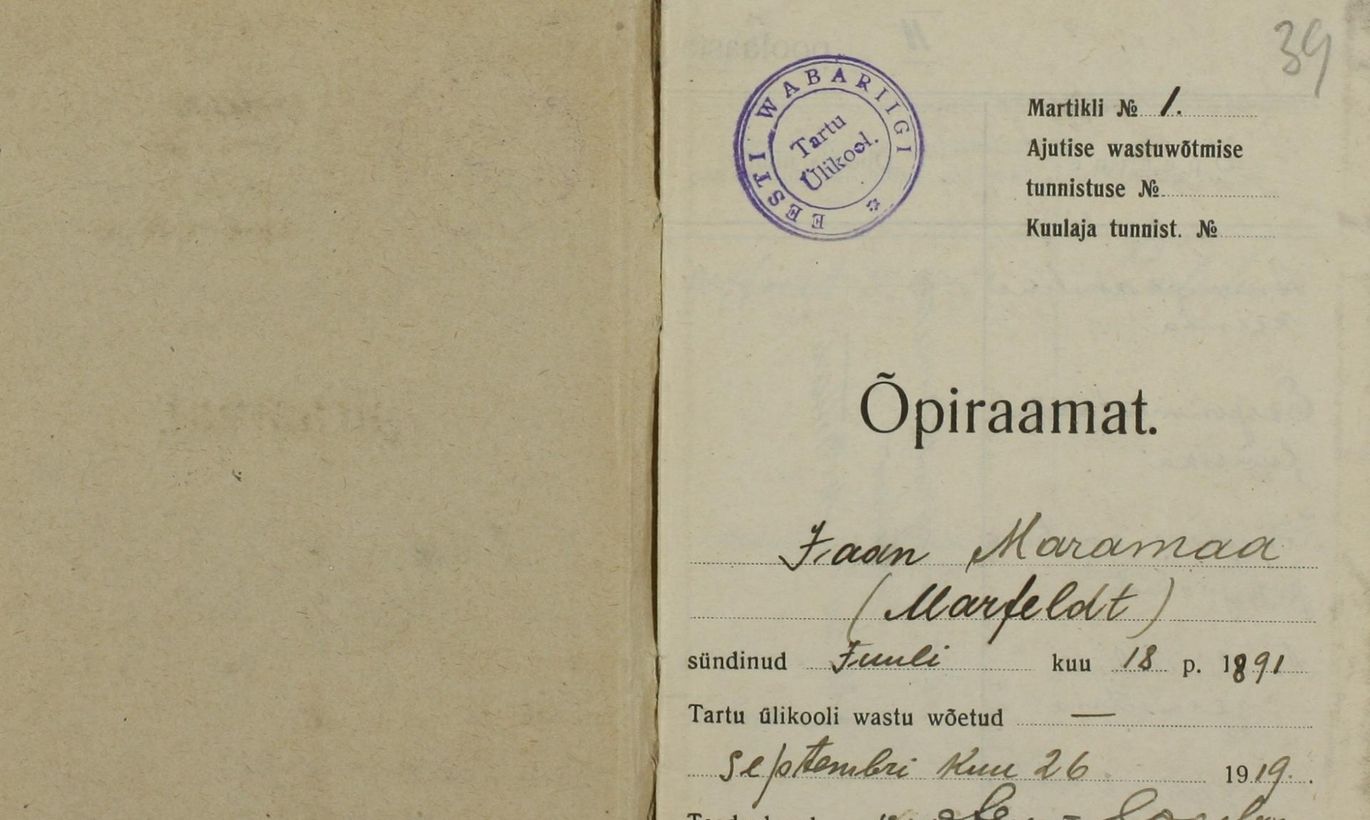 39
EESTI WABARIIGI
Tartu
Ülikool.
Martikli № 1.
Ajutise wastuwõtmise
tunnistuse №
Kuulaja tunnist. №
Õpiraamat.
Jaan Maramaa
(Marfeldt)
sündinud Juuli kuu 18 p. 1891
Tartu ülikooli wastu wõetud —
Septembri kuu 26. 1919.